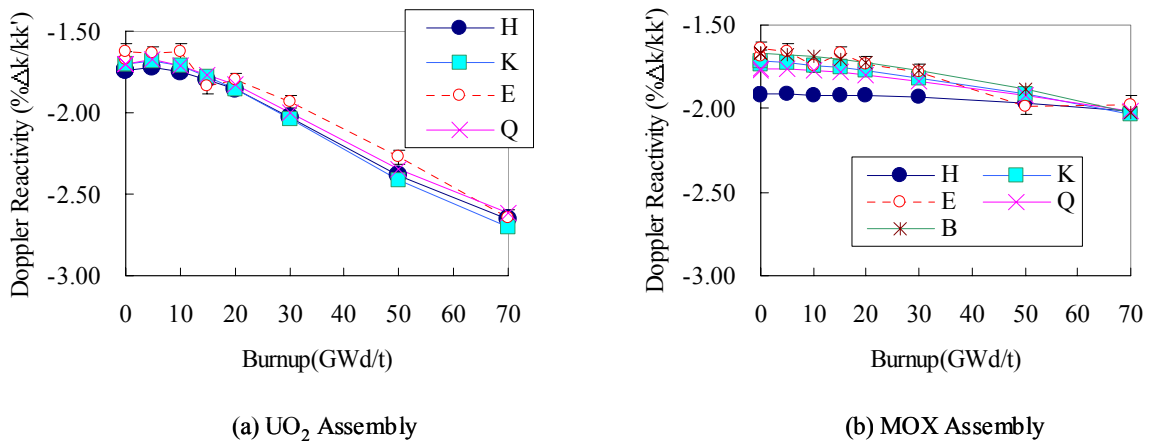 Doppler Reactivity (%Δk/kk')
-1.50
-2.00
-2.50
-3.00
0 10 20 30 40 50 60 70
Burnup(GWd/t)
H
K
E
Q
(a) UO₂ Assembly
Doppler Reactivity (%Δk/kk')
-1.50
-2.00
-2.50
-3.00
0 10 20 30 40 50 60 70
Burnup(GWd/t)
H K
E Q
B
(b) MOX Assembly